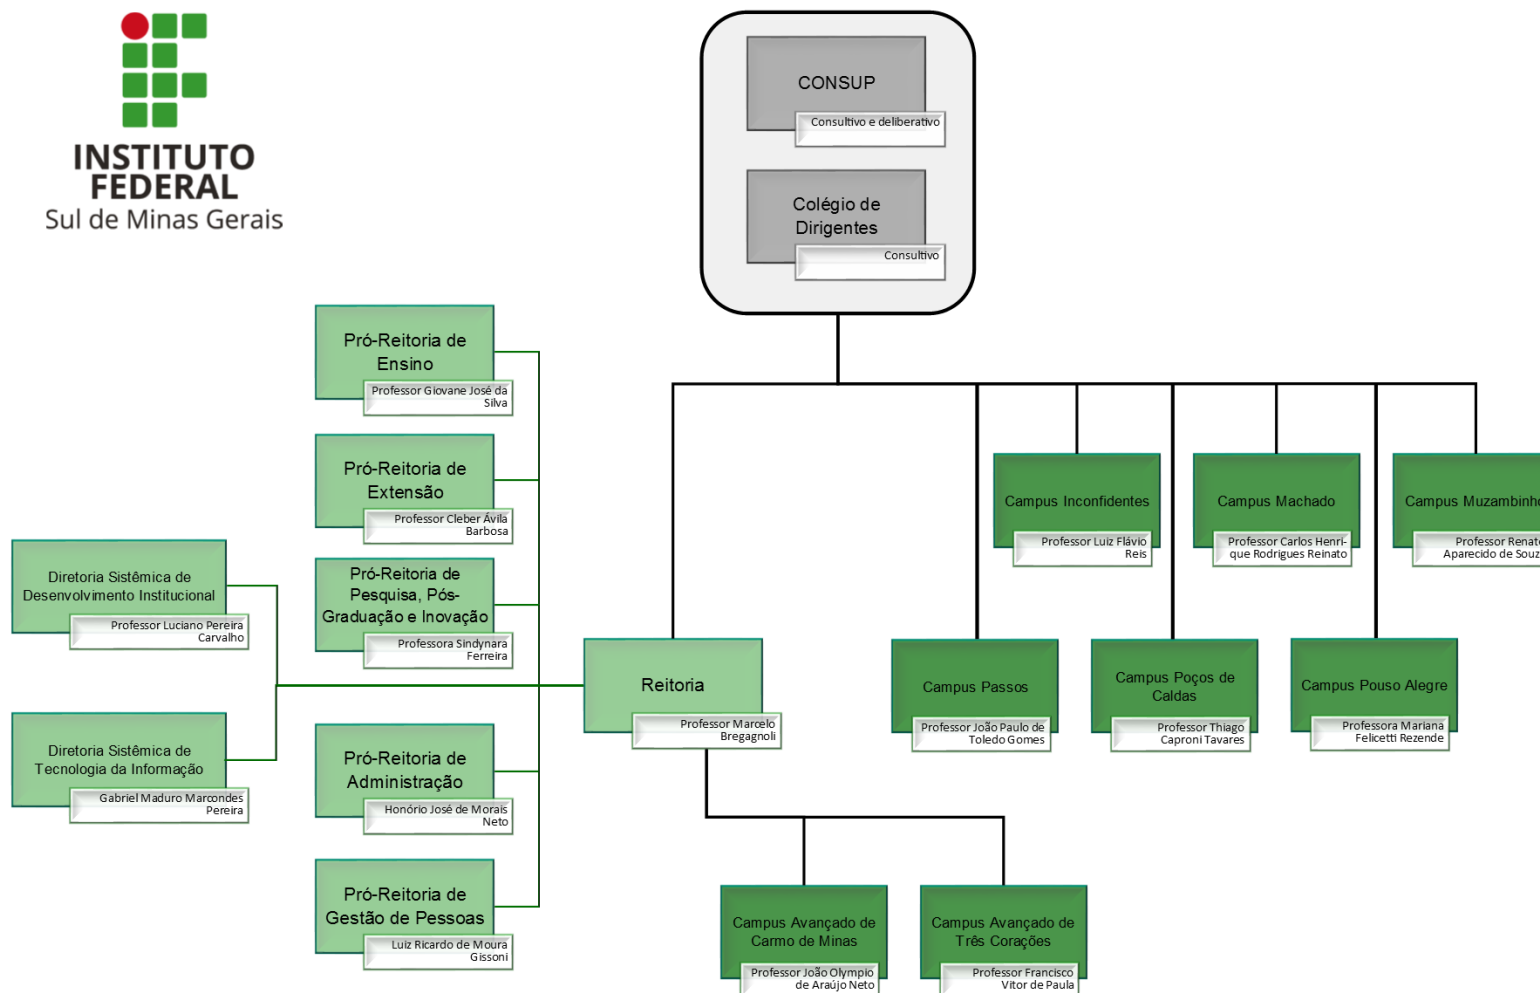 INSTITUTO
FEDERAL
Sul de Minas Gerais
CONSUP
Consultivo e deliberativo
Colégio de
Dirigentes
Consultivo
Pró-Reitoria de
Ensino
Professor Giovane José da
Silva
Pró-Reitoria de
Extensão
Professor Cleber Ávila
Barbosa
Pró-Reitoria de
Pesquisa, Pós-
Graduação e Inovação
Professora Sindynara
Ferreira
Diretoria Sistêmica de
Desenvolvimento Institucional
Professor Luciano Pereira
Carvalho
Diretoria Sistêmica de
Tecnologia da Informação
Gabriel Maduro Marcondes
Pereira
Pró-Reitoria de
Administração
Honório José de Morais
Neto
Pró-Reitoria de
Gestão de Pessoas
Luiz Ricardo de Moura
Gissoni
Reitoria
Professor Marcelo
Bregagnoli
Campus Inconfidentes
Professor Luiz Flávio
Reis
Campus Machado
Professor Carlos Henri-
que Rodrigues Reinato
Campus Muzambinho
Professor Renato
Aparecido de Souz
Campus Passos
Professor João Paulo de
Toledo Gomes
Campus Poços de
Caldas
Professor Thiago
Caproni Tavares
Campus Pouso Alegre
Professora Mariana
Felicetti Rezende
Campus Avançado de
Carmo de Minas
Professor João Olympio
de Araújo Neto
Campus Avançado de
Três Corações
Professor Francisco
Vitor de Paula